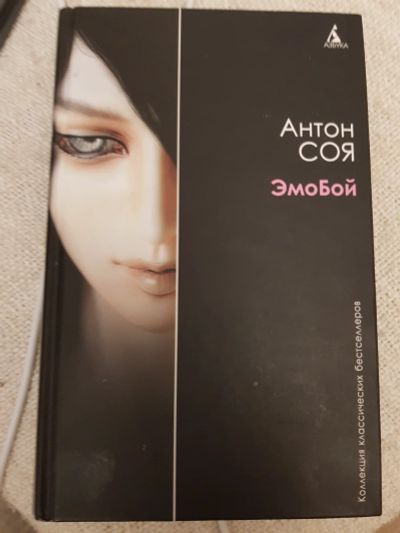 АЗБУКА
Антон
СОЯ
ЭмоБой
Коллекция классических бестселлеров